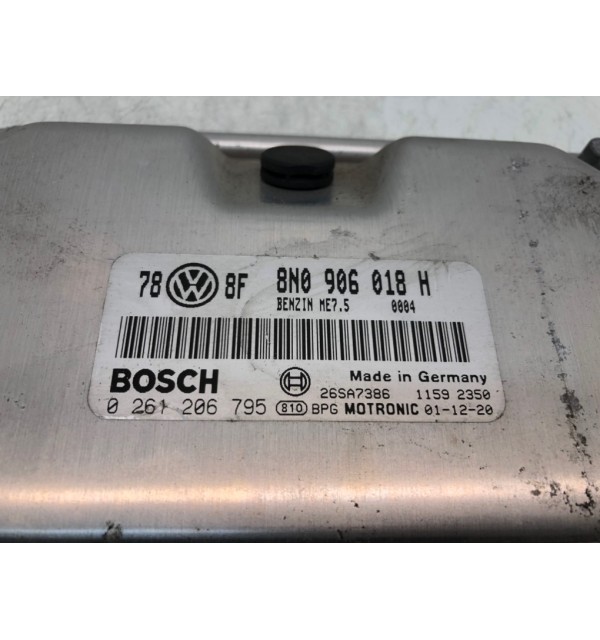 78 VW 8F 8N0 906 018 H
BENZIN ME7.5 0004
BOSCH Made in Germany
26SA7386 1159 2350
0 261 206 795 810 BPG MOTRONIC 01-12-20